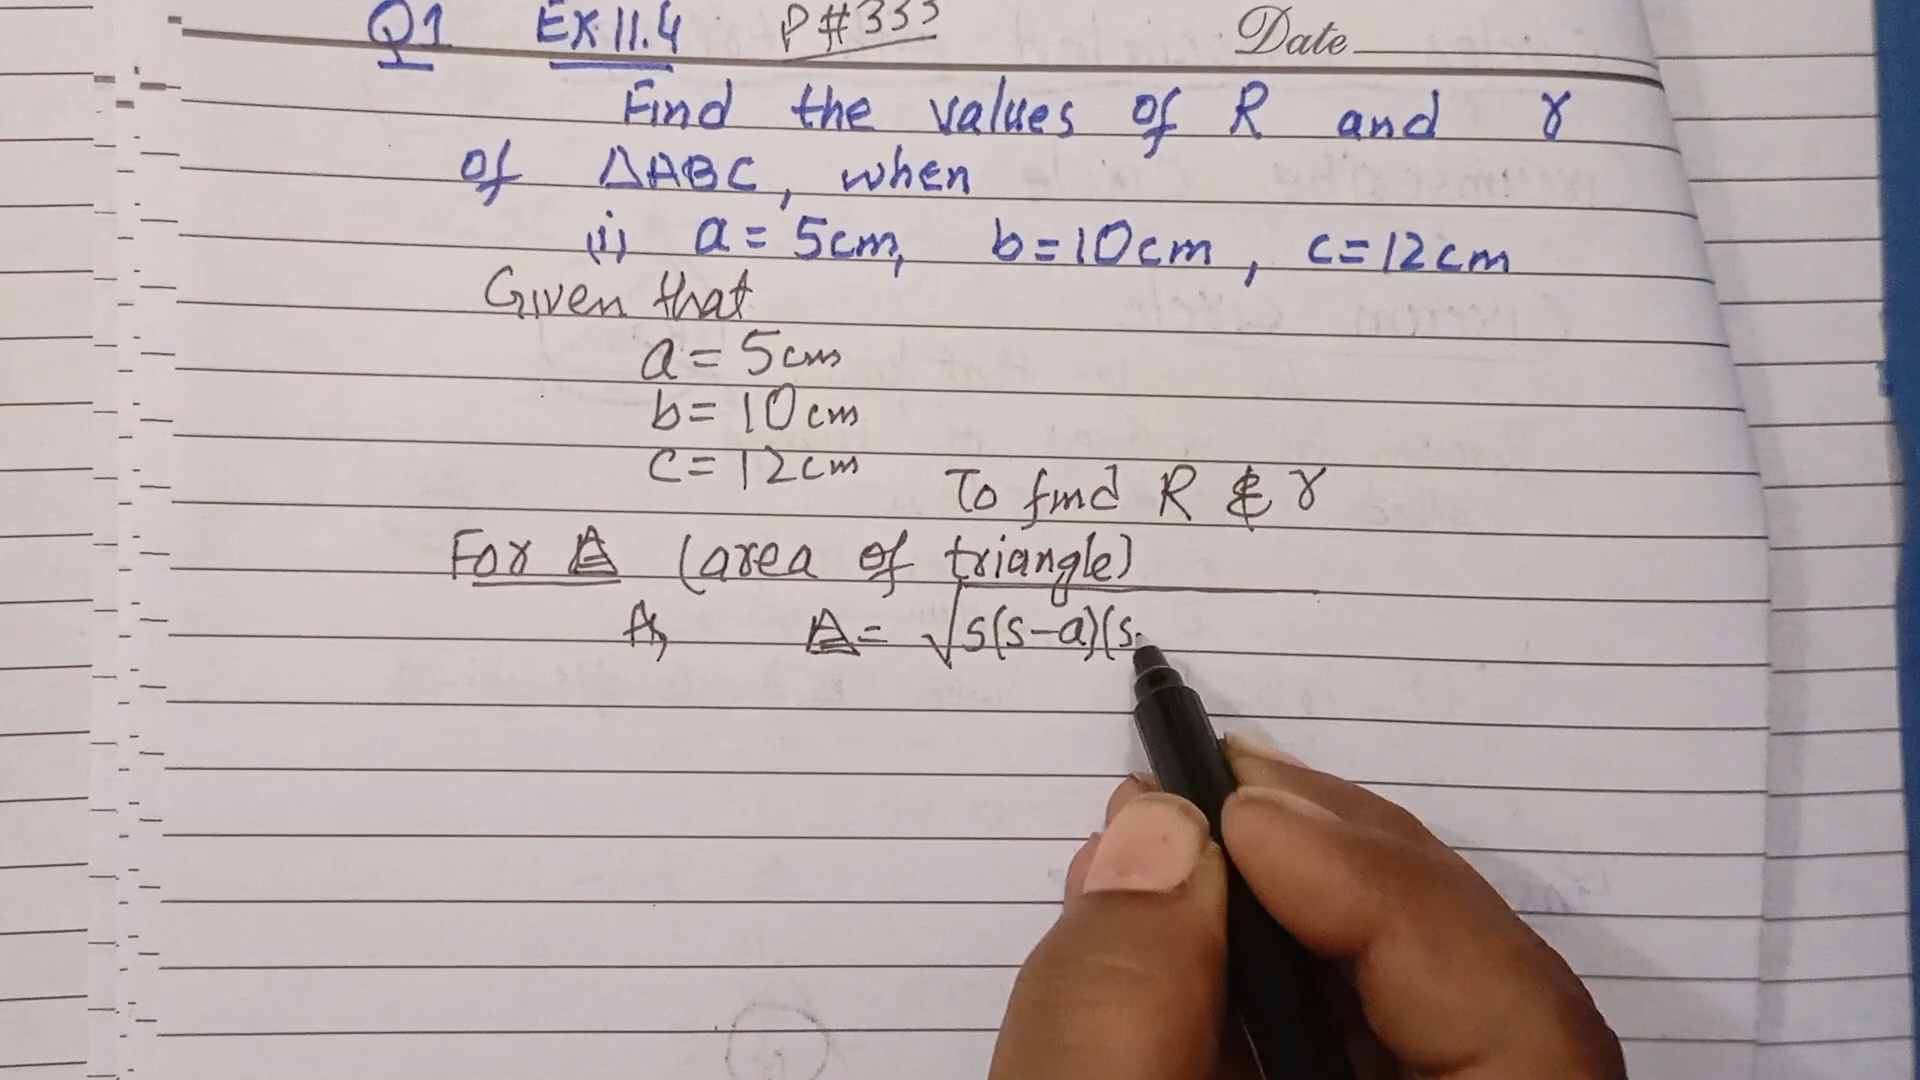 Q1 Ex 11.4 P#333 Date
Find the values of R and r
of ΔABC, when
(i) a = 5cm, b=10cm, c=12cm
Given that
a = 5cm
b = 10cm
c = 12cm To find R & r
For Δ (area of triangle)
As, Δ = √s(s-a)(s-